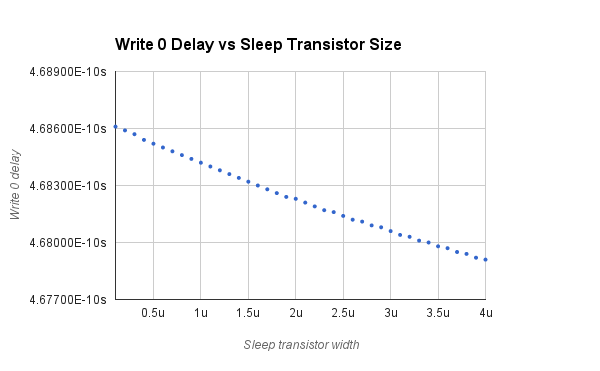 Write 0 Delay vs Sleep Transistor Size
4.68900E-10s
4.68600E-10s
4.68300E-10s
4.68000E-10s
4.67700E-10s
Write 0 delay
0.5u 1u 1.5u 2u 2.5u 3u 3.5u 4u
Sleep transistor width